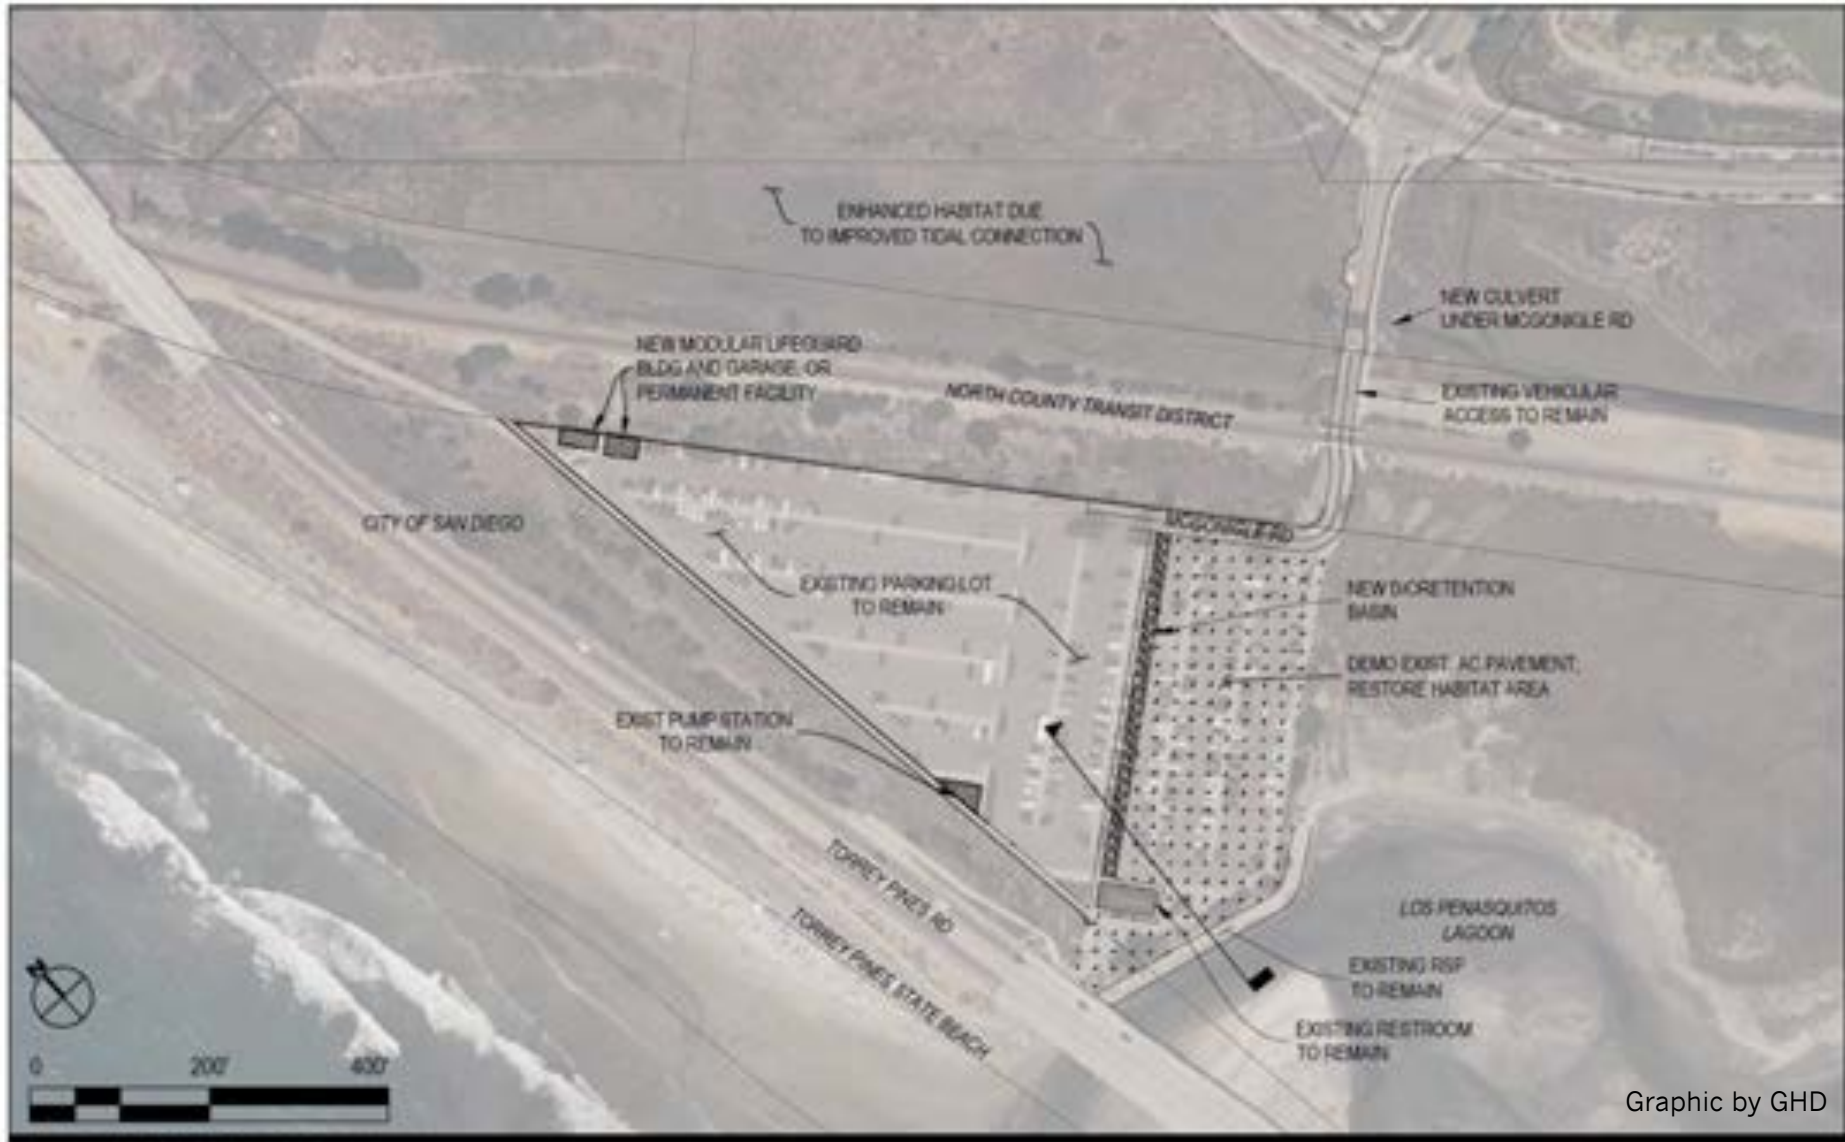 ENHANCED HABITAT DUE
TO IMPROVED TIDAL CONNECTION
NEW CULVERT
UNDER MCGONIGLE RD
NEW MODULAR LIFEGUARD
BLDG AND GARAGE, OR
PERMANENT FACILITY
NORTH COUNTY TRANSIT DISTRICT
EXISTING VEHICULAR
ACCESS TO REMAIN
CITY OF SAN DIEGO
MCGONIGLE RD
EXISTING PARKING LOT
TO REMAIN
NEW BIORETENTION
BASIN
DEMO EXIST. AC PAVEMENT,
RESTORE HABITAT AREA
EXIST PUMP STATION
TO REMAIN
TORREY PINES RD
TORREY PINES STATE BEACH
LOS PENASQUITOS
LAGOON
EXISTING RSP
TO REMAIN
EXISTING RESTROOM
TO REMAIN
0 200' 400'
Graphic by GHD